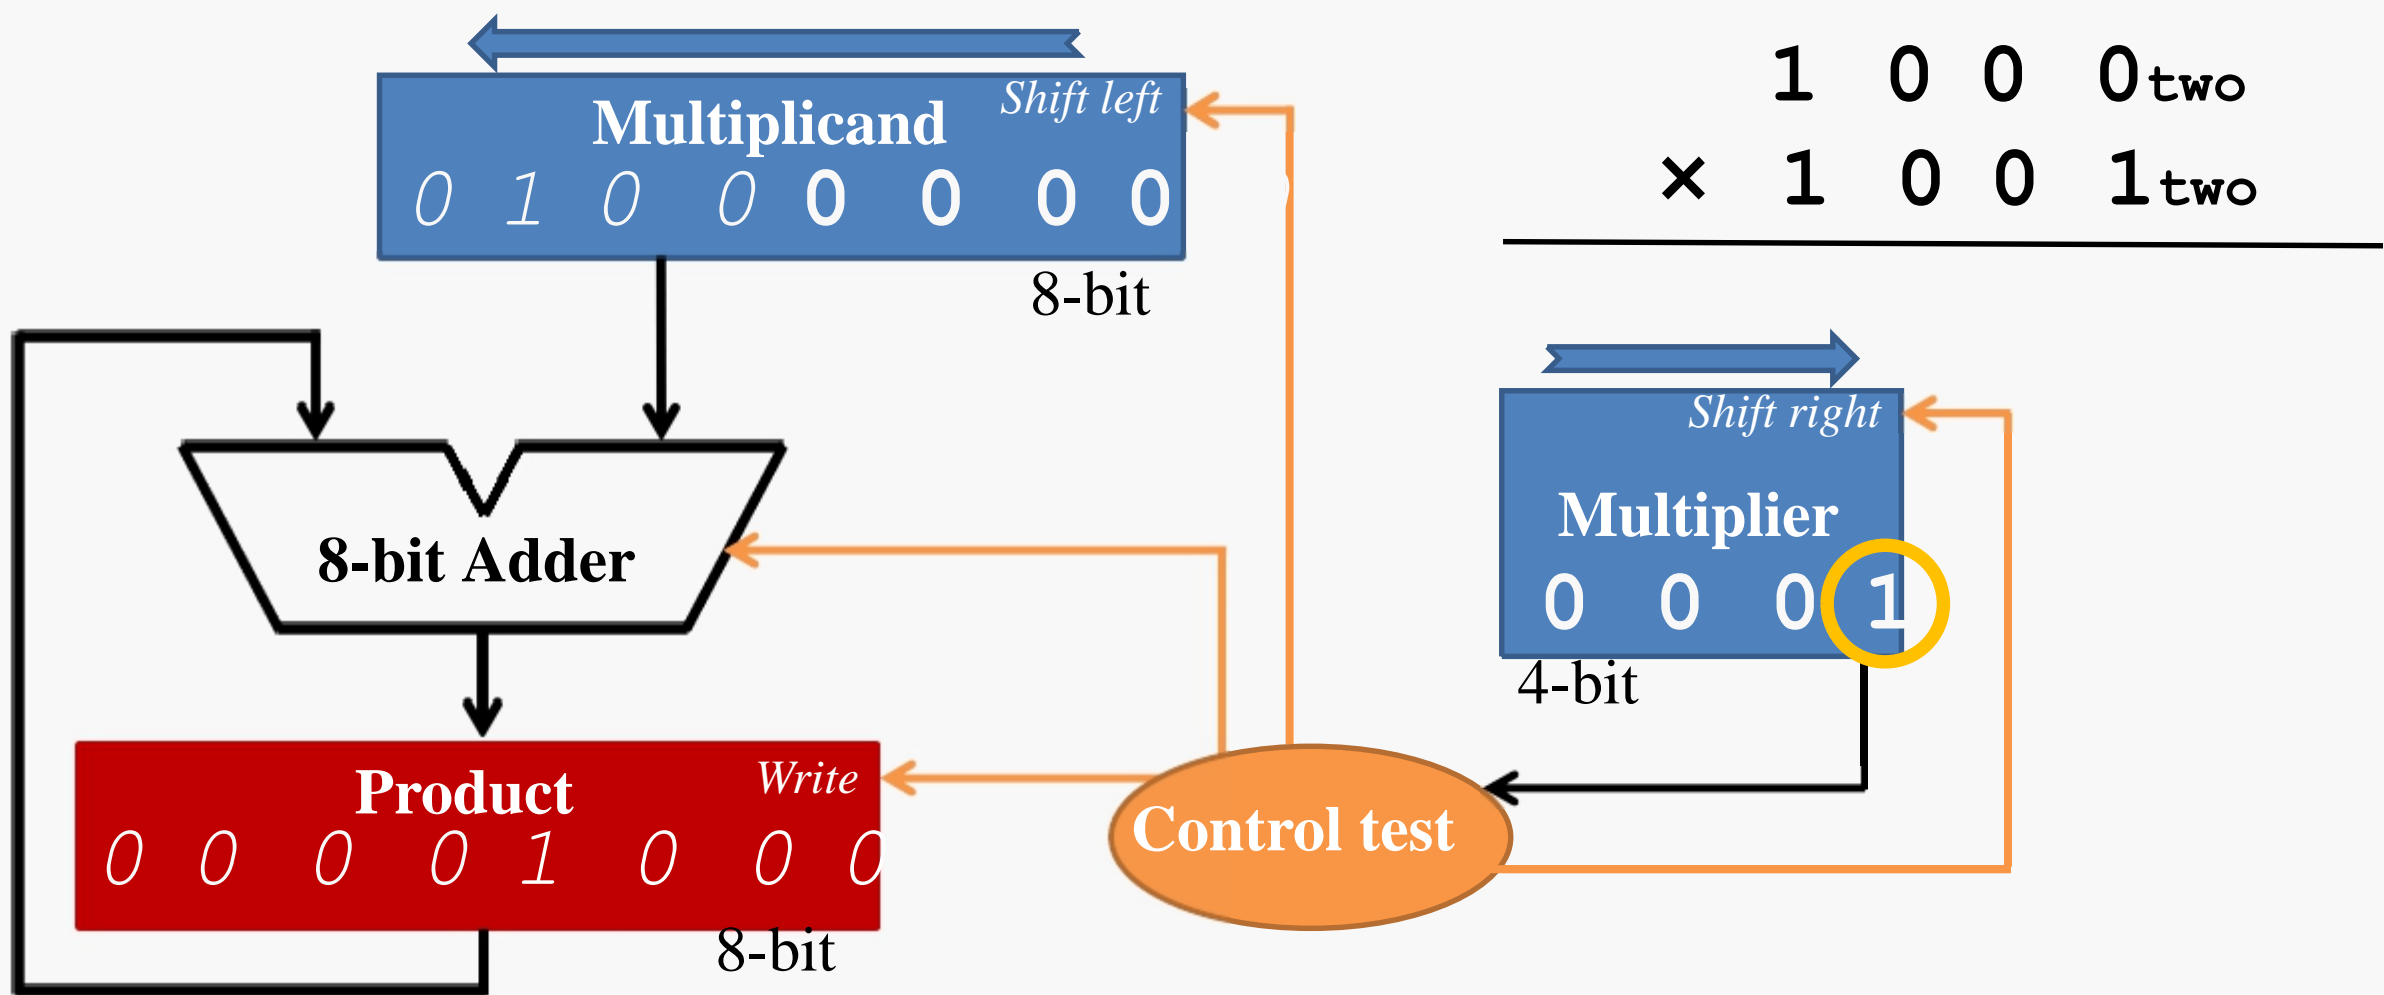 Shift left
Multiplicand
0 1 0 0 0 0 0 0
8-bit
1 0 0 0two
× 1 0 0 1two
Shift right
Multiplier
0 0 0 1
4-bit
8-bit Adder
Write
Product
0 0 0 0 1 0 0 0
8-bit
Control test